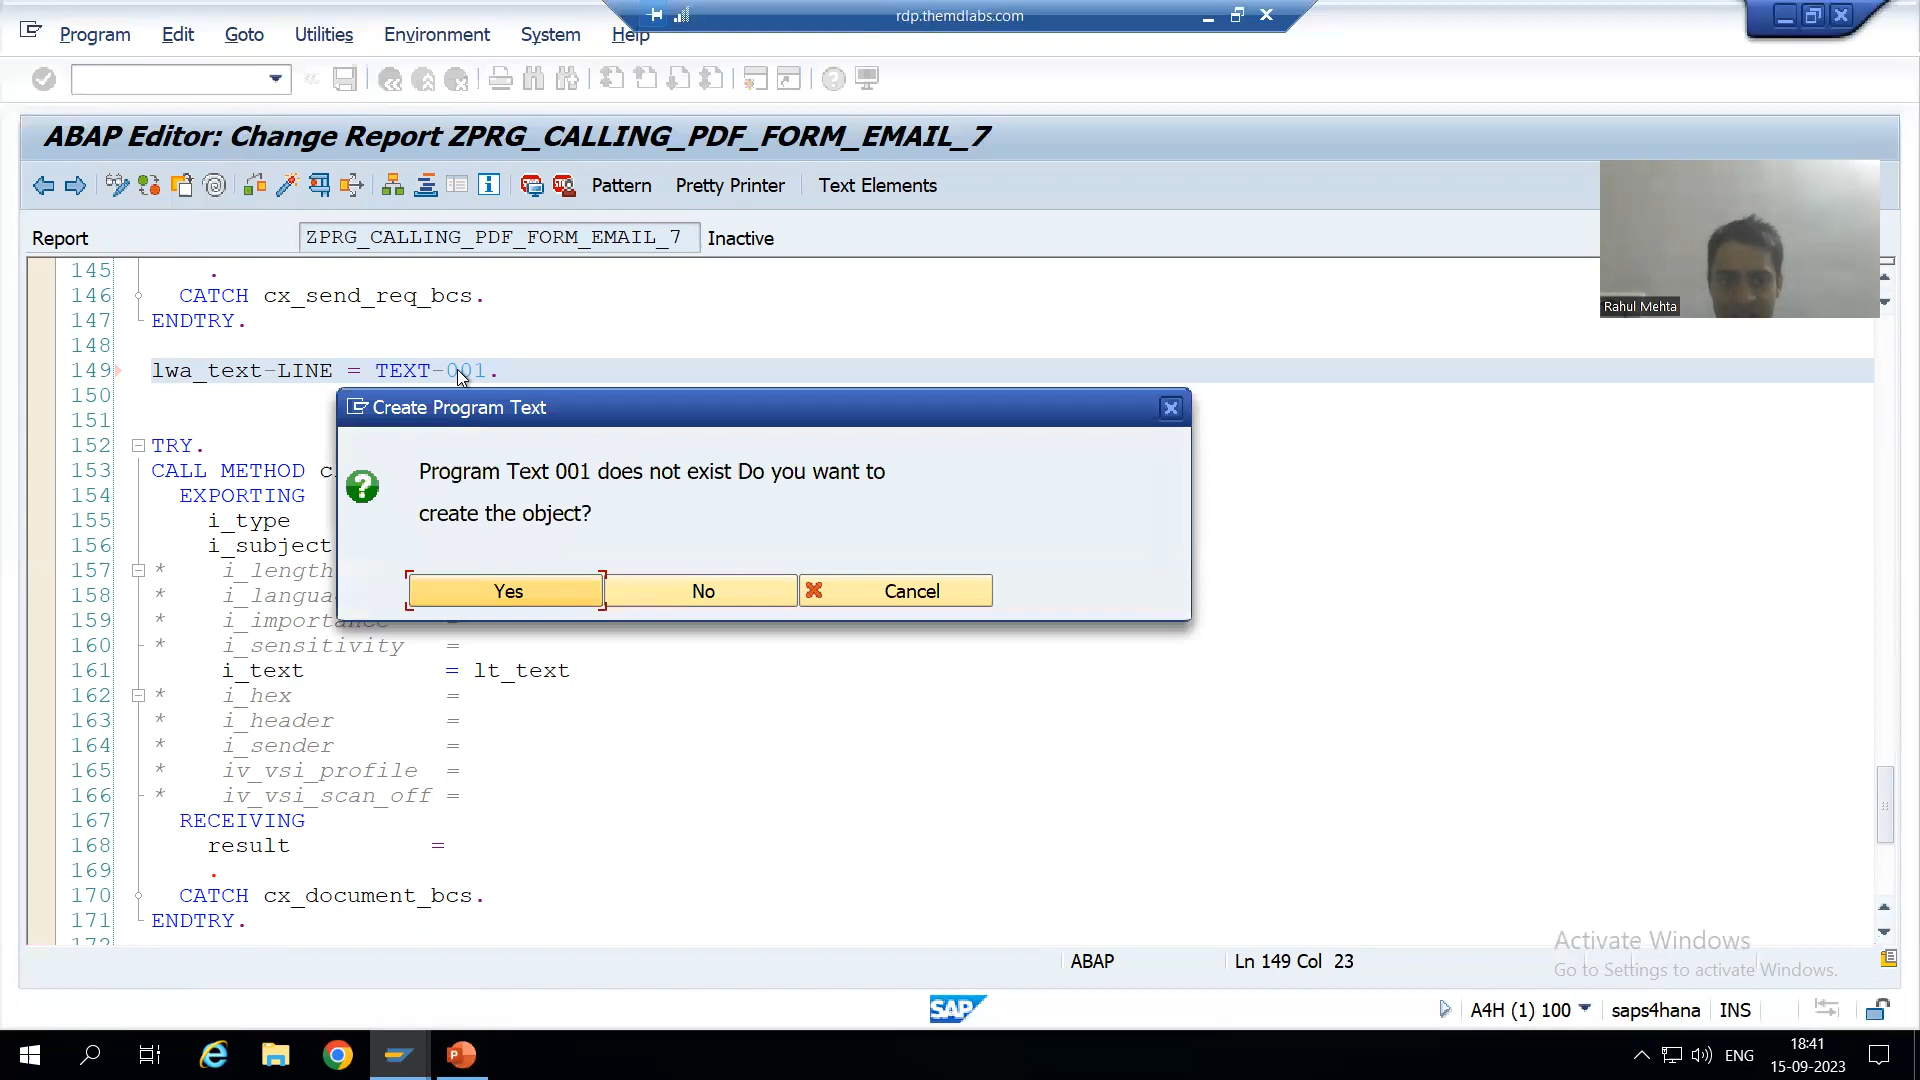 rdp.themdlabs.com
Program Edit Goto Utilities Environment System Help
ABAP Editor: Change Report ZPRG_CALLING_PDF_FORM_EMAIL_7
Pattern Pretty Printer Text Elements
Report ZPRG_CALLING_PDF_FORM_EMAIL_7 Inactive
Rahul Mehta
145 .
146 CATCH cx_send_req_bcs.
147 ENDTRY.
148
149 lwa_text-LINE = TEXT-001.
150
151
152 TRY.
153 CALL METHOD c
154 EXPORTING
155 i_type
156 i_subject
157 * i_length
158 * i_langua
159 * i_importance =
160 * i_sensitivity =
161 i_text = lt_text
162 * i_hex =
163 * i_header =
164 * i_sender =
165 * iv_vsi_profile =
166 * iv_vsi_scan_off =
167 RECEIVING
168 result =
169 .
170 CATCH cx_document_bcs.
171 ENDTRY.
172
Create Program Text
Program Text 001 does not exist Do you want to
create the object?
Yes No Cancel
Activate Windows
Go to Settings to activate Windows.
ABAP Ln 149 Col 23
SAP
A4H (1) 100 saps4hana INS
ENG
18:41
15-09-2023